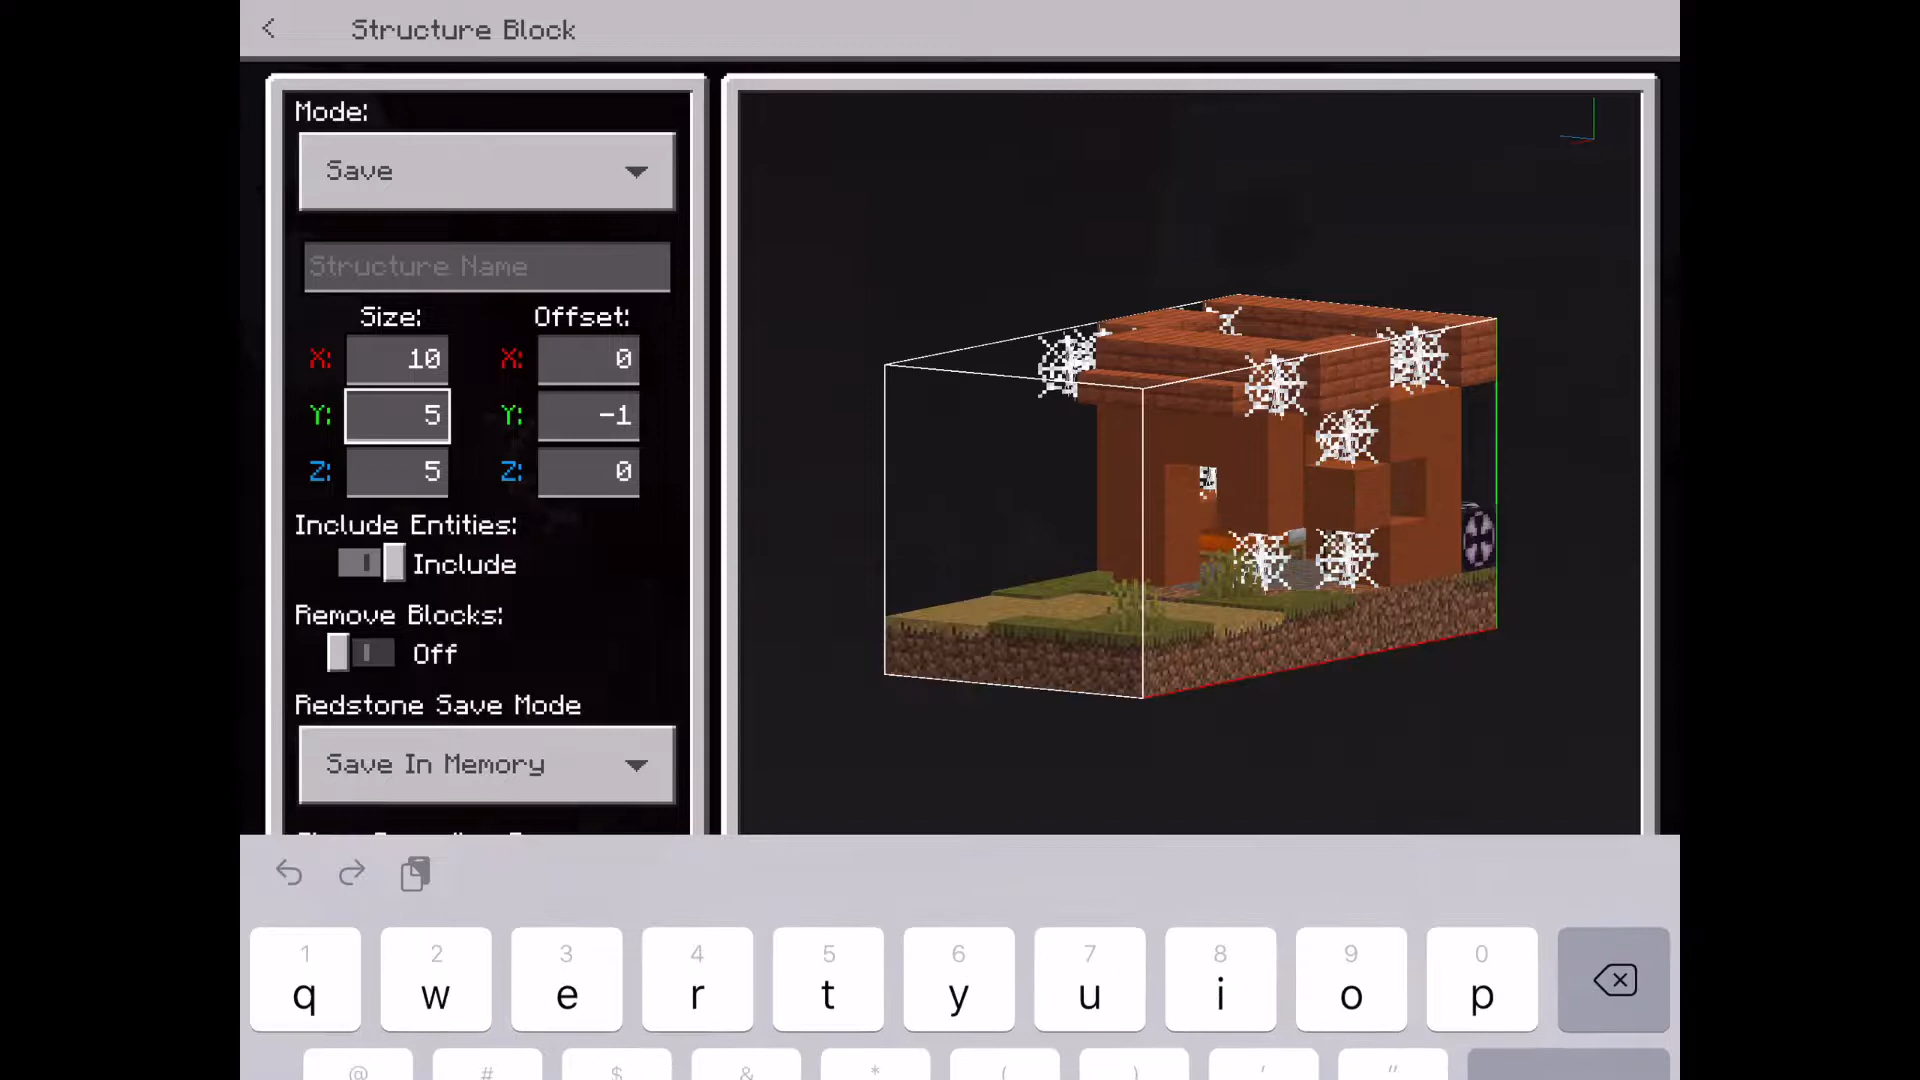 Structure Block
Mode:
Save
Structure Name
Size: Offset:
X: 10 X: 0
Y: 5 Y: -1
Z: 5 Z: 0
Include Entities:
Include
Remove Blocks:
Off
Redstone Save Mode
Save In Memory
1 2 3 4 5 6 7 8 9 0
q w e r t y u i o p
@ # $ & * ( ) ' "